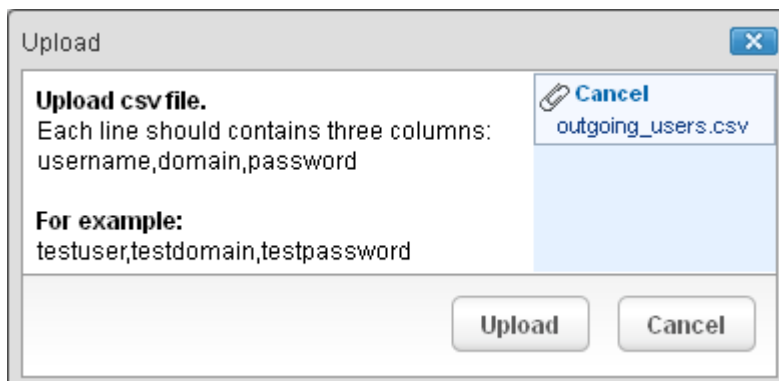 Upload
Upload csv file.
Each line should contains three columns:
username,domain,password
For example:
testuser,testdomain,testpassword
Cancel
outgoing_users.csv
Upload
Cancel